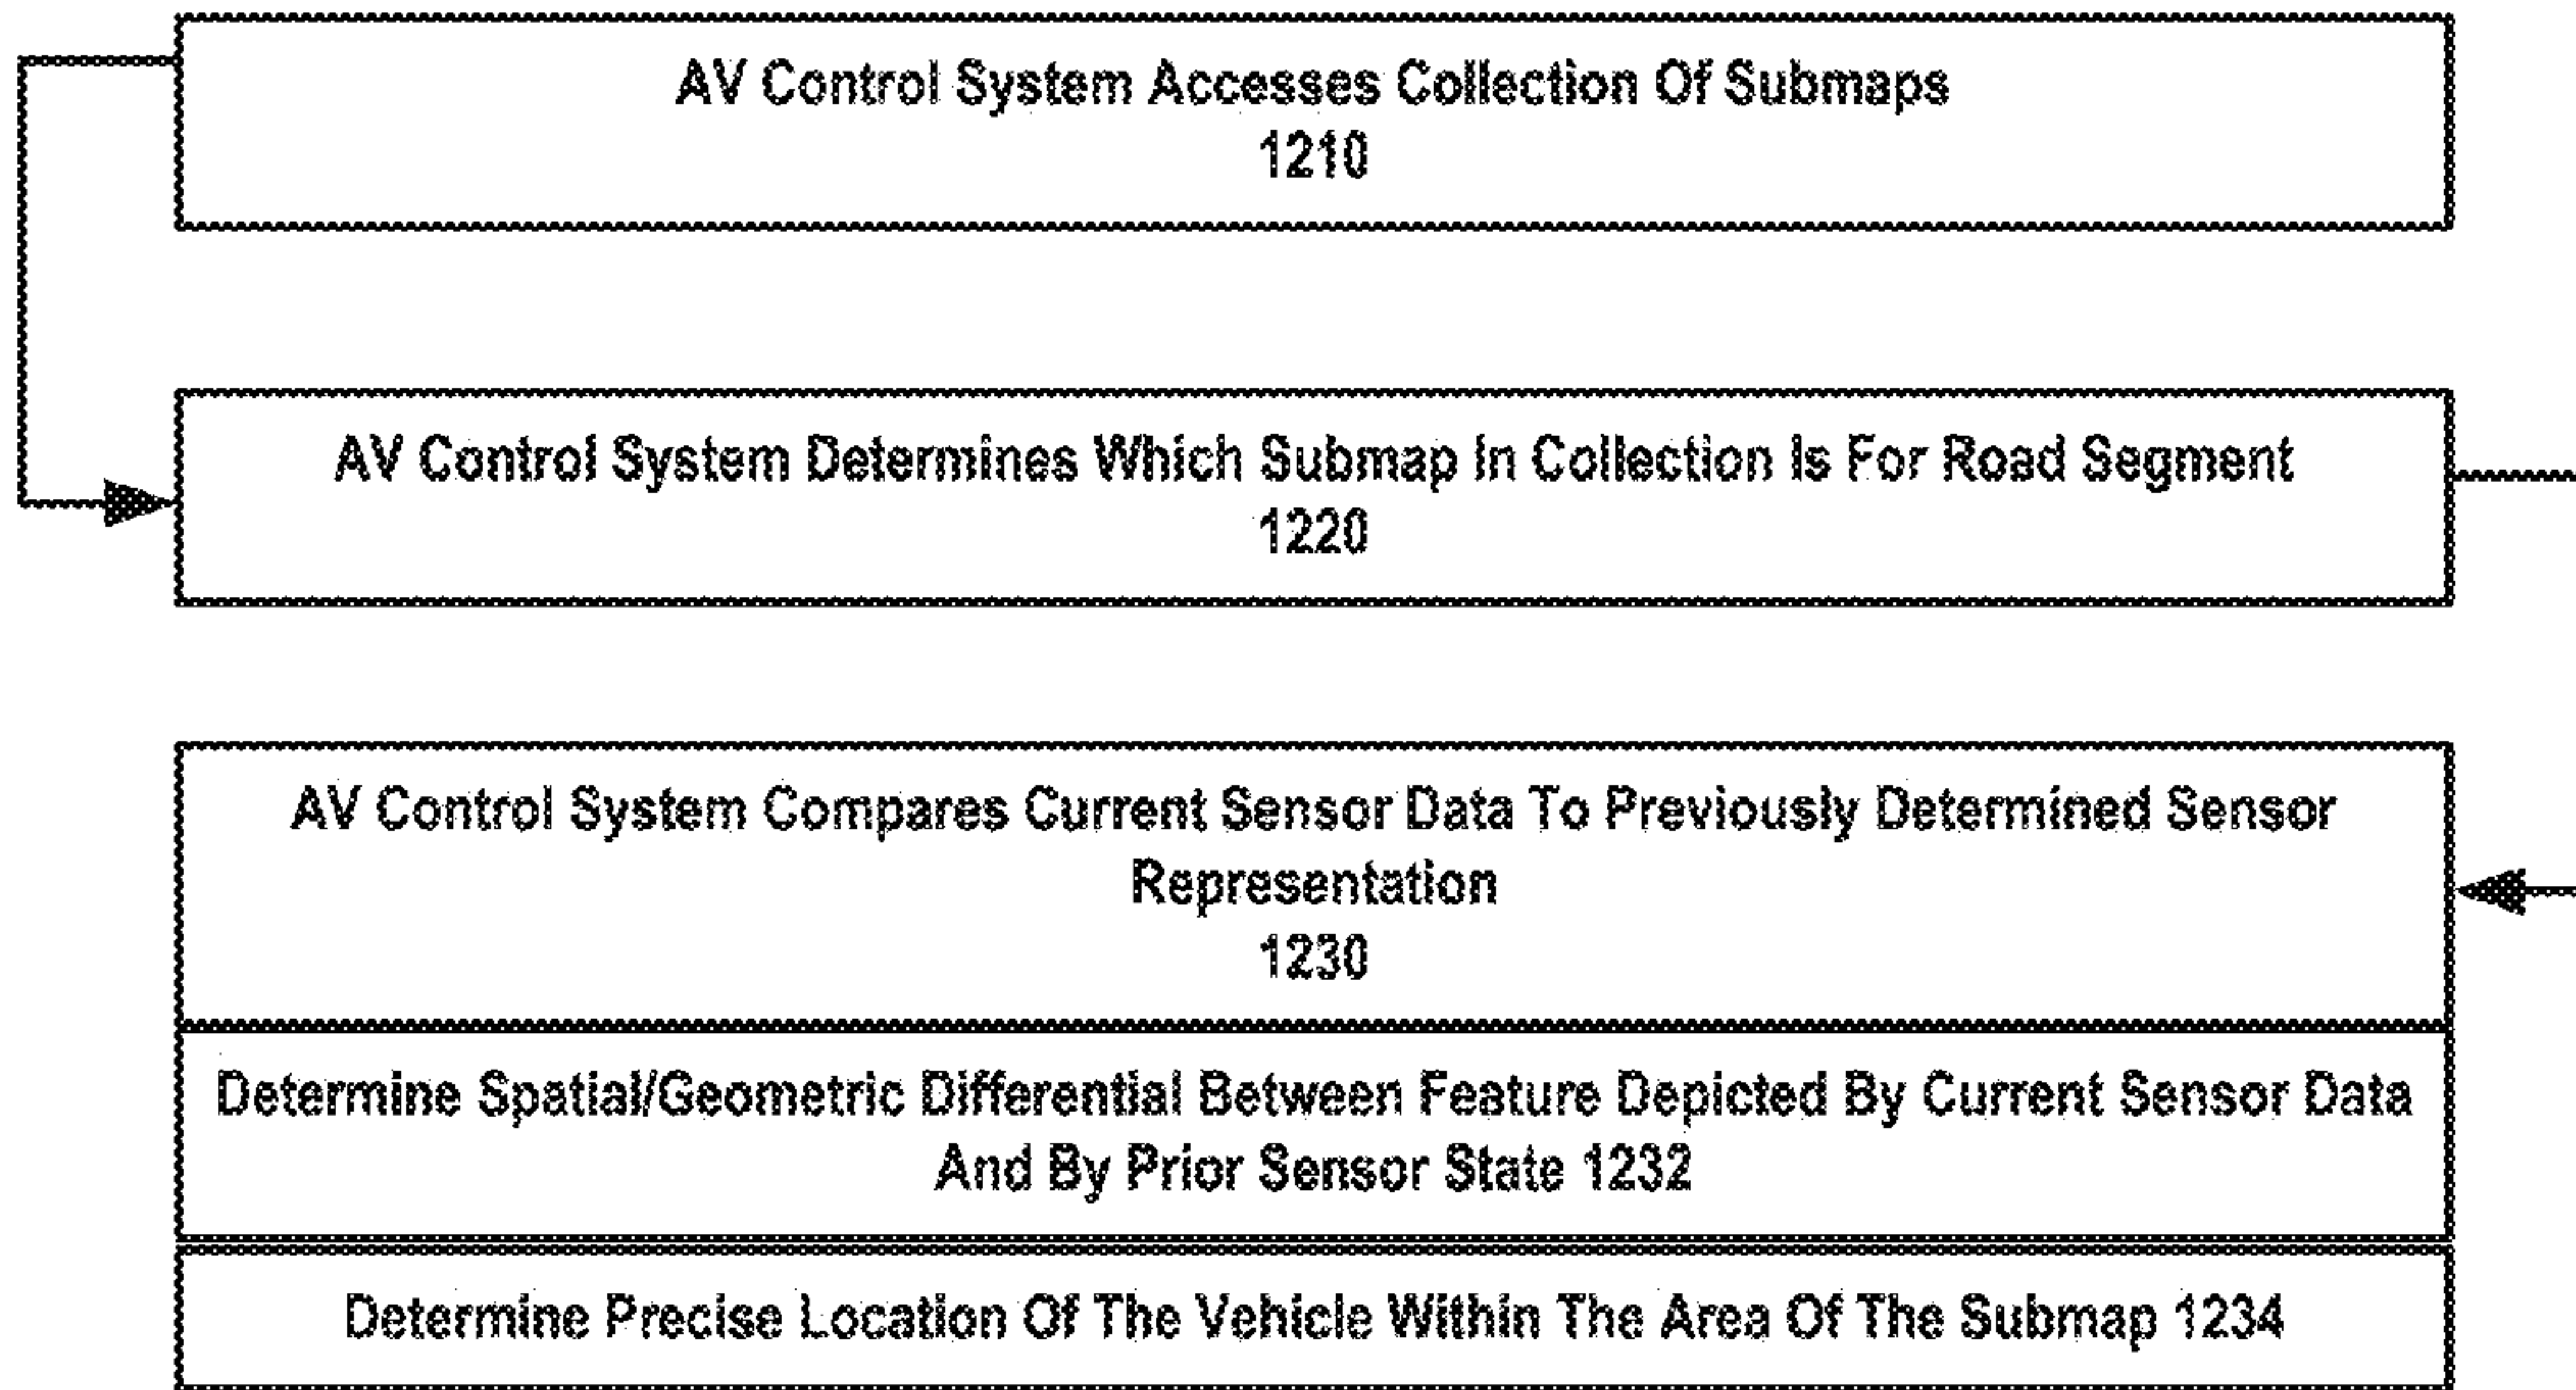 AV Control System Accesses Collection Of Submaps
1210
AV Control System Determines Which Submap In Collection Is For Road Segment
1220
AV Control System Compares Current Sensor Data To Previously Determined Sensor
Representation
1230
Determine Spatial/Geometric Differential Between Feature Depicted By Current Sensor Data
And By Prior Sensor State 1232
Determine Precise Location Of The Vehicle Within The Area Of The Submap 1234